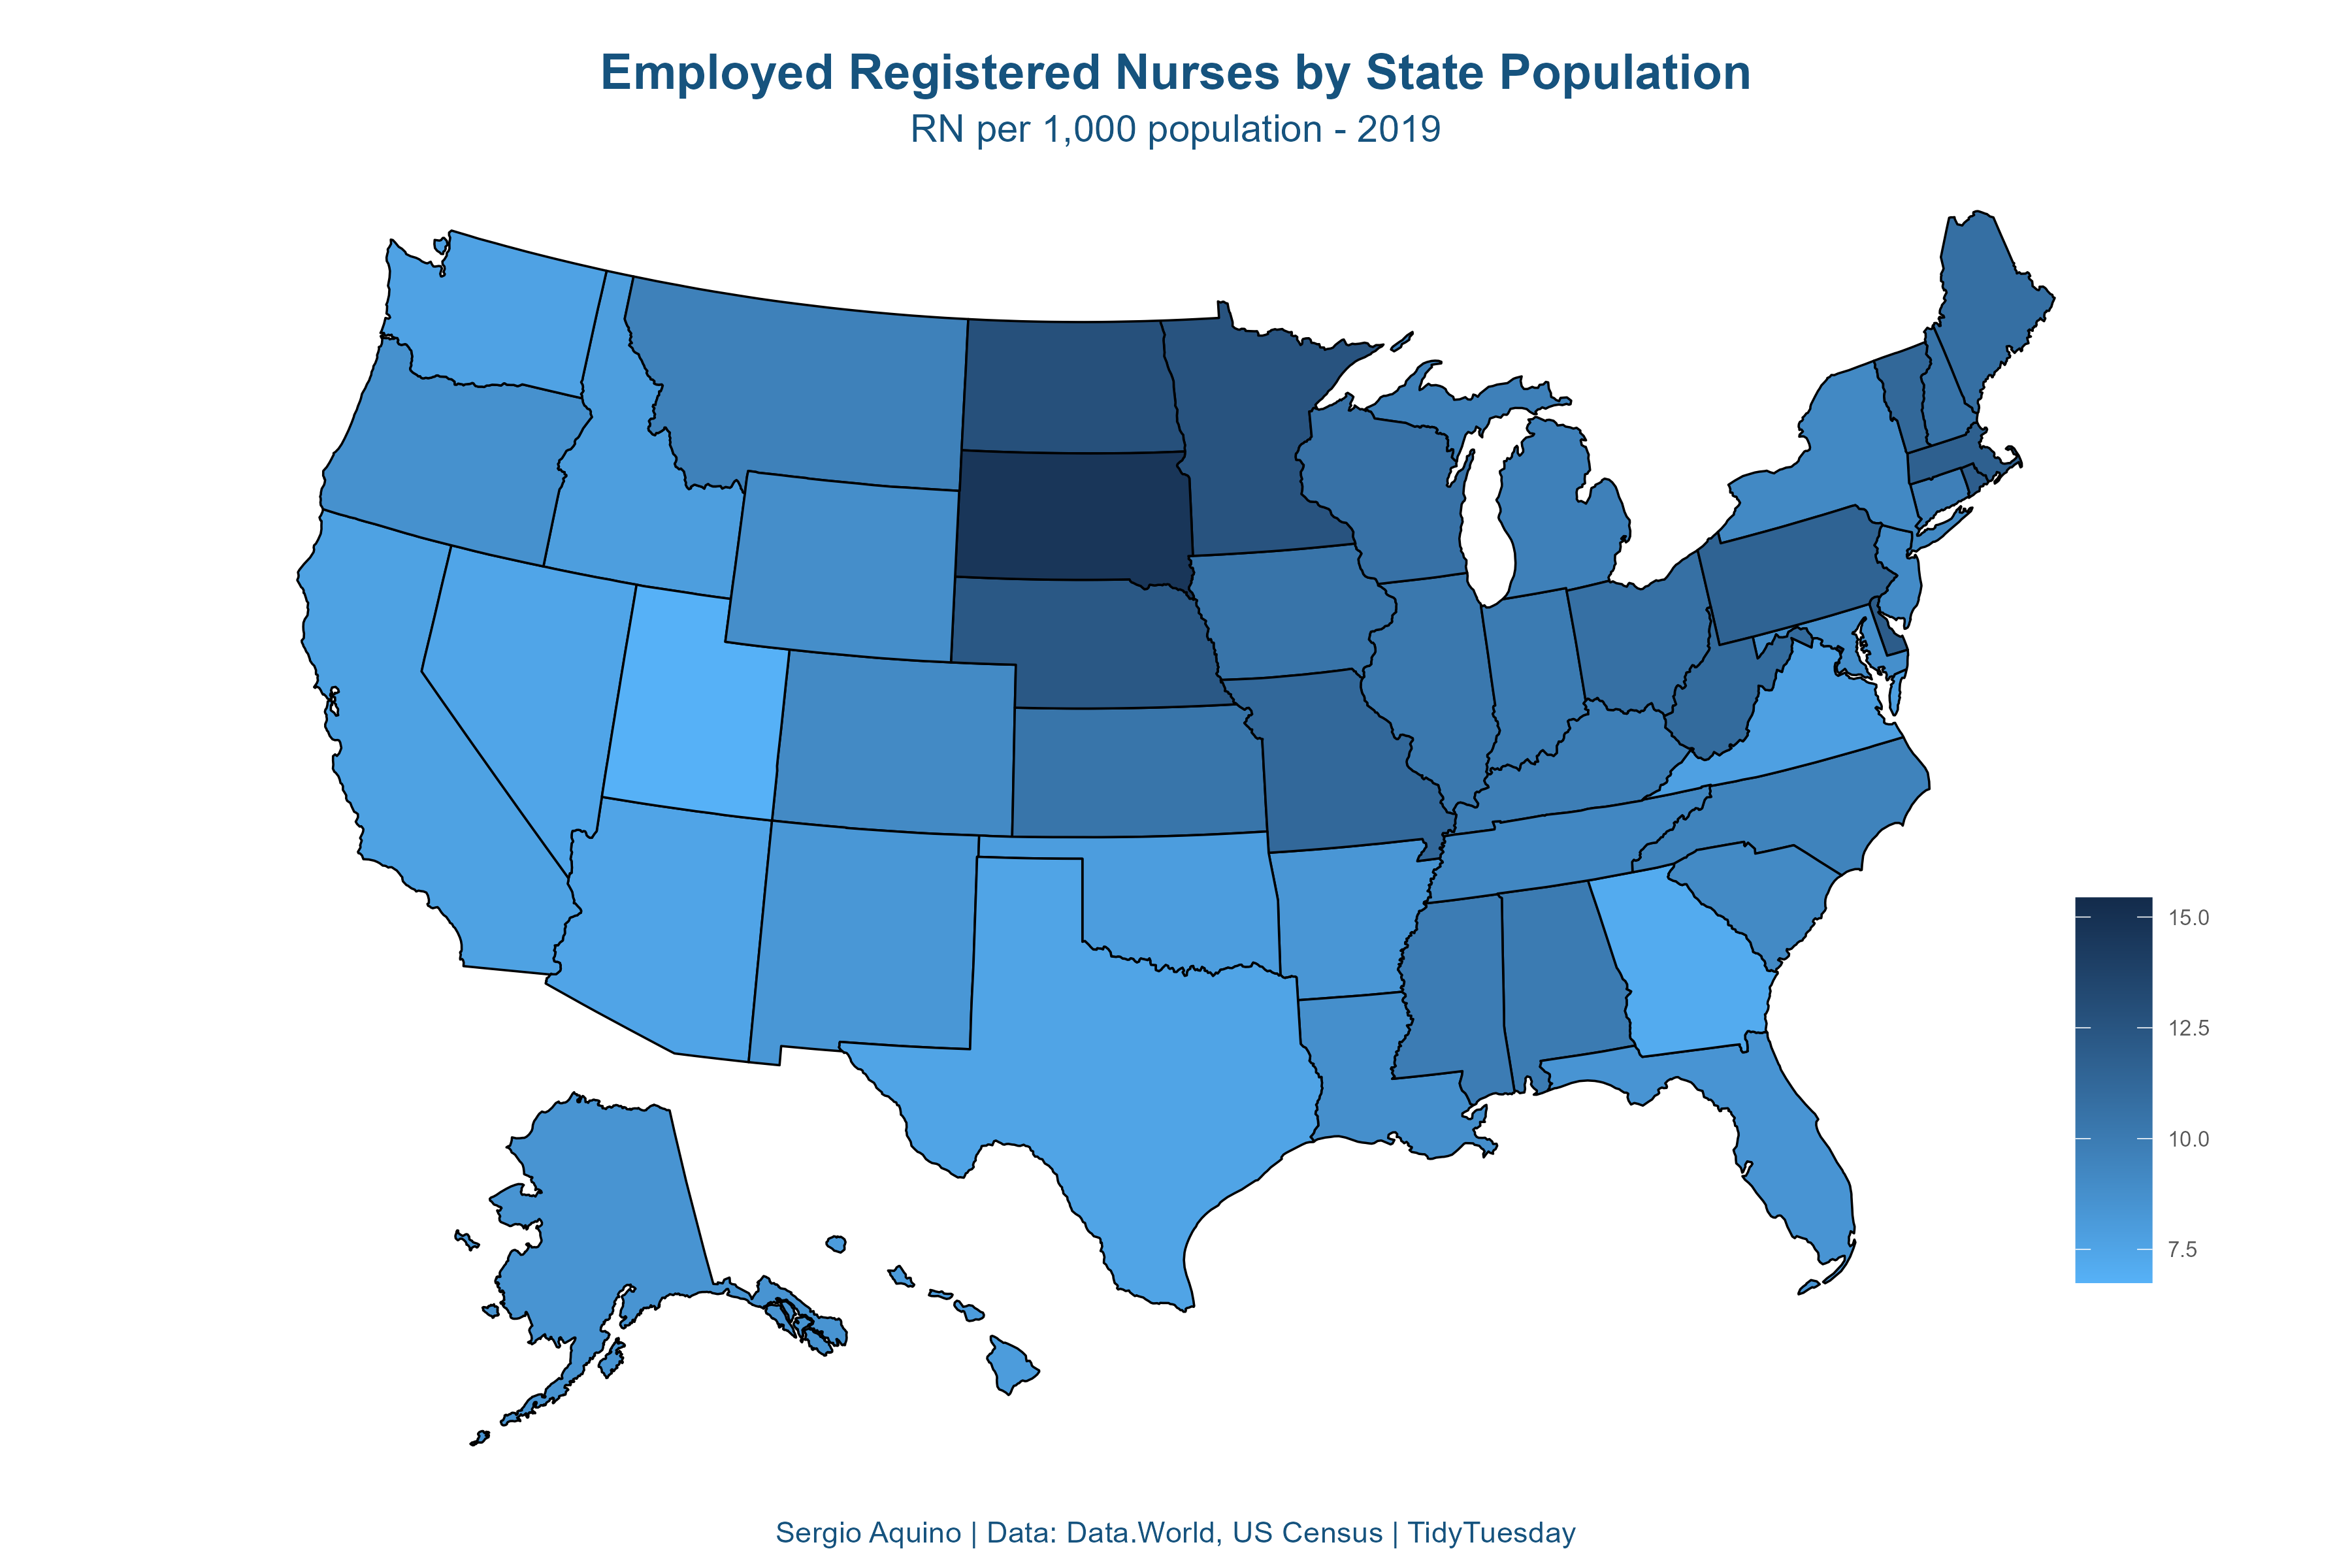 Employed Registered Nurses by State Population
RN per 1,000 population - 2019
15.0
12.5
10.0
7.5
Sergio Aquino | Data: Data.World, US Census | TidyTuesday